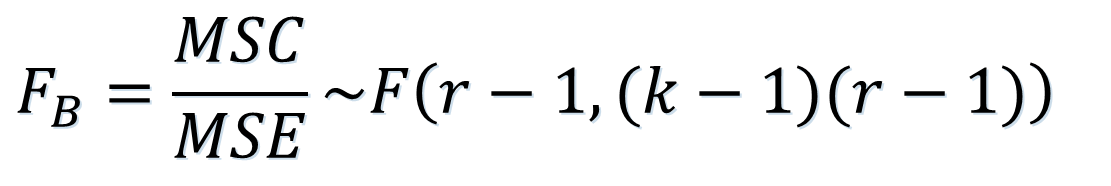 F_B = MSC/MSE ~F(r − 1, (k − 1)(r − 1))